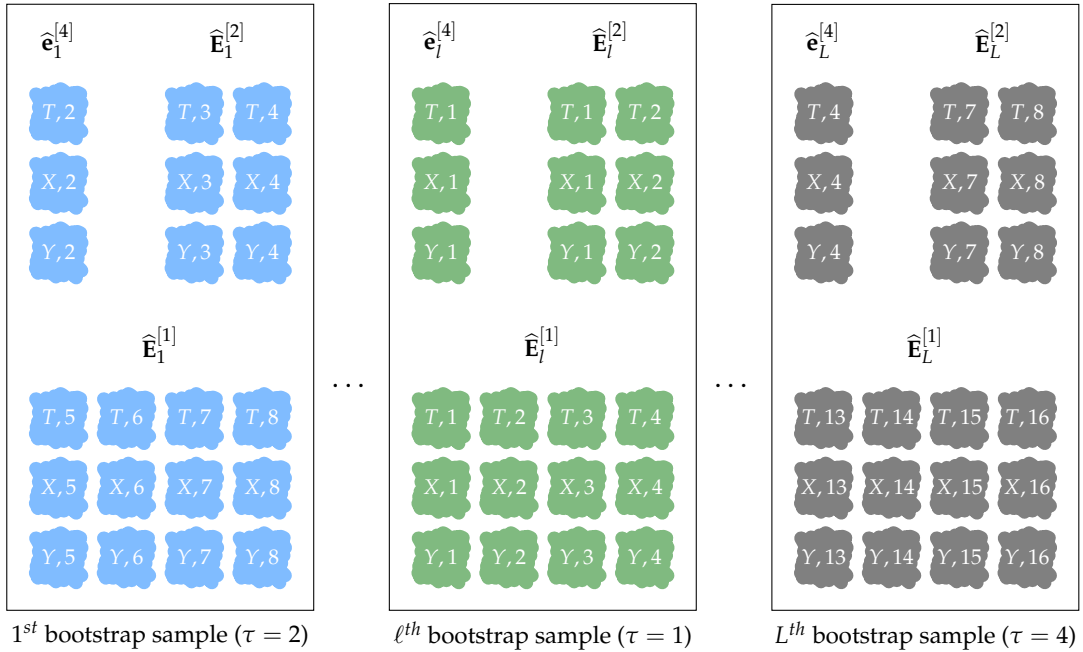 ê₁^[4] Ê₁^[2] ê_l^[4] Ê_l^[2] ê_L^[4] Ê_L^[2]
T, 2 T, 3 T, 4 T, 1 T, 1 T, 2 T, 4 T, 7 T, 8
X, 2 X, 3 X, 4 X, 1 X, 1 X, 2 X, 4 X, 7 X, 8
Y, 2 Y, 3 Y, 4 Y, 1 Y, 1 Y, 2 Y, 4 Y, 7 Y, 8
Ê₁^[1] Ê_l^[1] Ê_L^[1]
... ...
T, 5 T, 6 T, 7 T, 8 T, 1 T, 2 T, 3 T, 4 T, 13 T, 14 T, 15 T, 16
X, 5 X, 6 X, 7 X, 8 X, 1 X, 2 X, 3 X, 4 X, 13 X, 14 X, 15 X, 16
Y, 5 Y, 6 Y, 7 Y, 8 Y, 1 Y, 2 Y, 3 Y, 4 Y, 13 Y, 14 Y, 15 Y, 16
1^st bootstrap sample (τ = 2) ℓ^th bootstrap sample (τ = 1) L^th bootstrap sample (τ = 4)